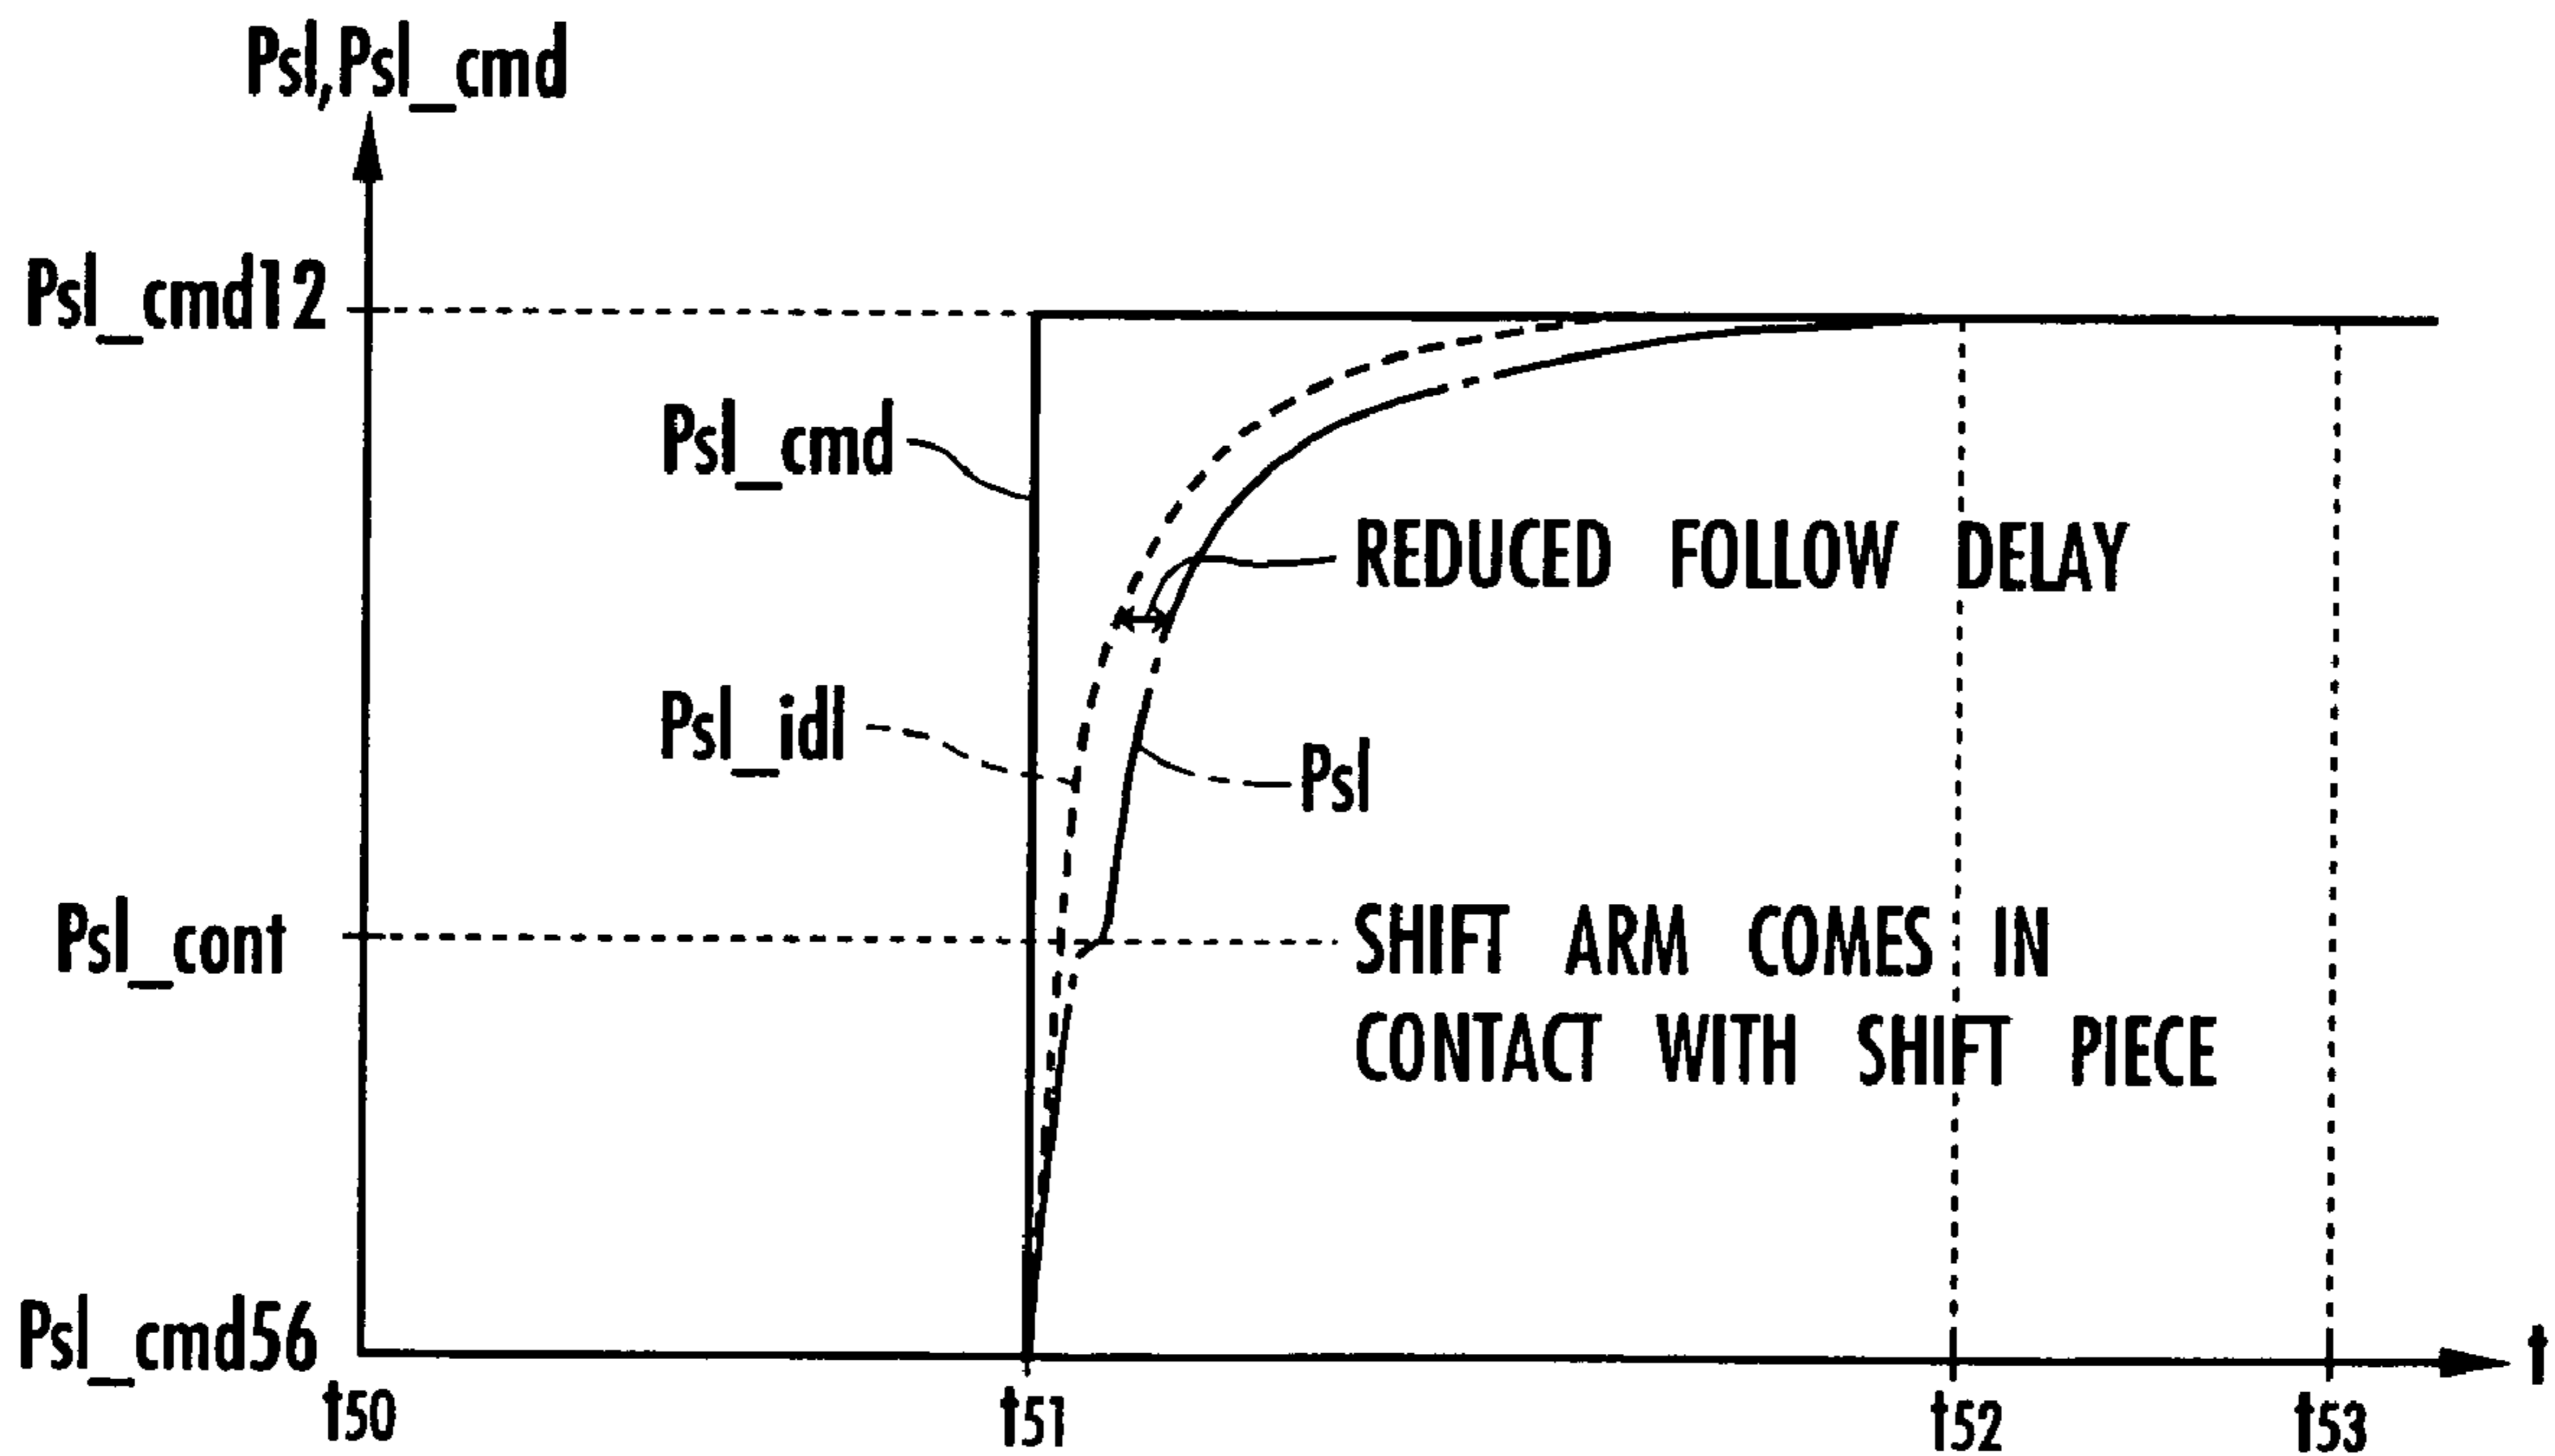 Psl,Psl_cmd
Psl_cmd12
Psl_cmd
REDUCED FOLLOW DELAY
Psl_idl
Psl
Psl_cont
SHIFT ARM COMES IN
CONTACT WITH SHIFT PIECE
Psl_cmd56
t
t50
t51
t52
t53